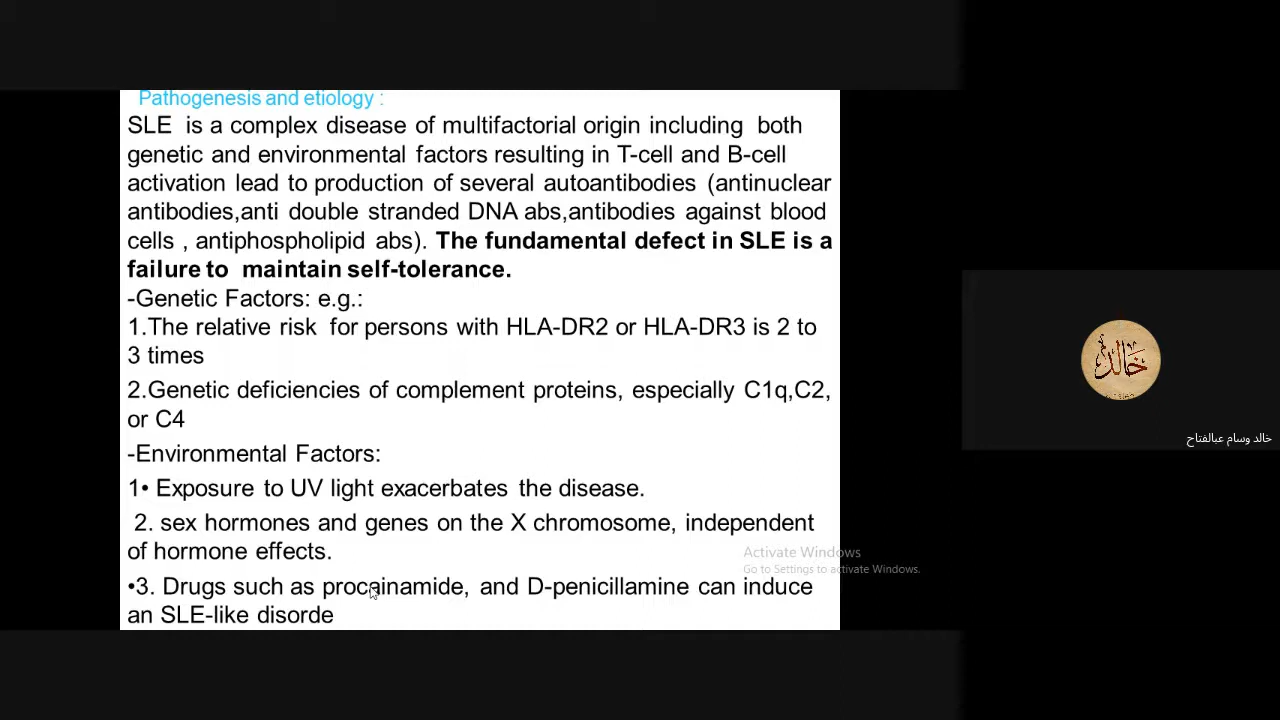 Pathogenesis and etiology :
SLE is a complex disease of multifactorial origin including both
genetic and environmental factors resulting in T-cell and B-cell
activation lead to production of several autoantibodies (antinuclear
antibodies,anti double stranded DNA abs,antibodies against blood
cells , antiphospholipid abs). The fundamental defect in SLE is a
failure to maintain self-tolerance.
-Genetic Factors: e.g.:
1.The relative risk for persons with HLA-DR2 or HLA-DR3 is 2 to
3 times
2.Genetic deficiencies of complement proteins, especially C1q,C2,
or C4
-Environmental Factors:
1• Exposure to UV light exacerbates the disease.
2. sex hormones and genes on the X chromosome, independent
of hormone effects.
•3. Drugs such as procainamide, and D-penicillamine can induce
an SLE-like disorde
Activate Windows
Go to Settings to activate Windows.
خالد
خالد وسام عبالفتاح